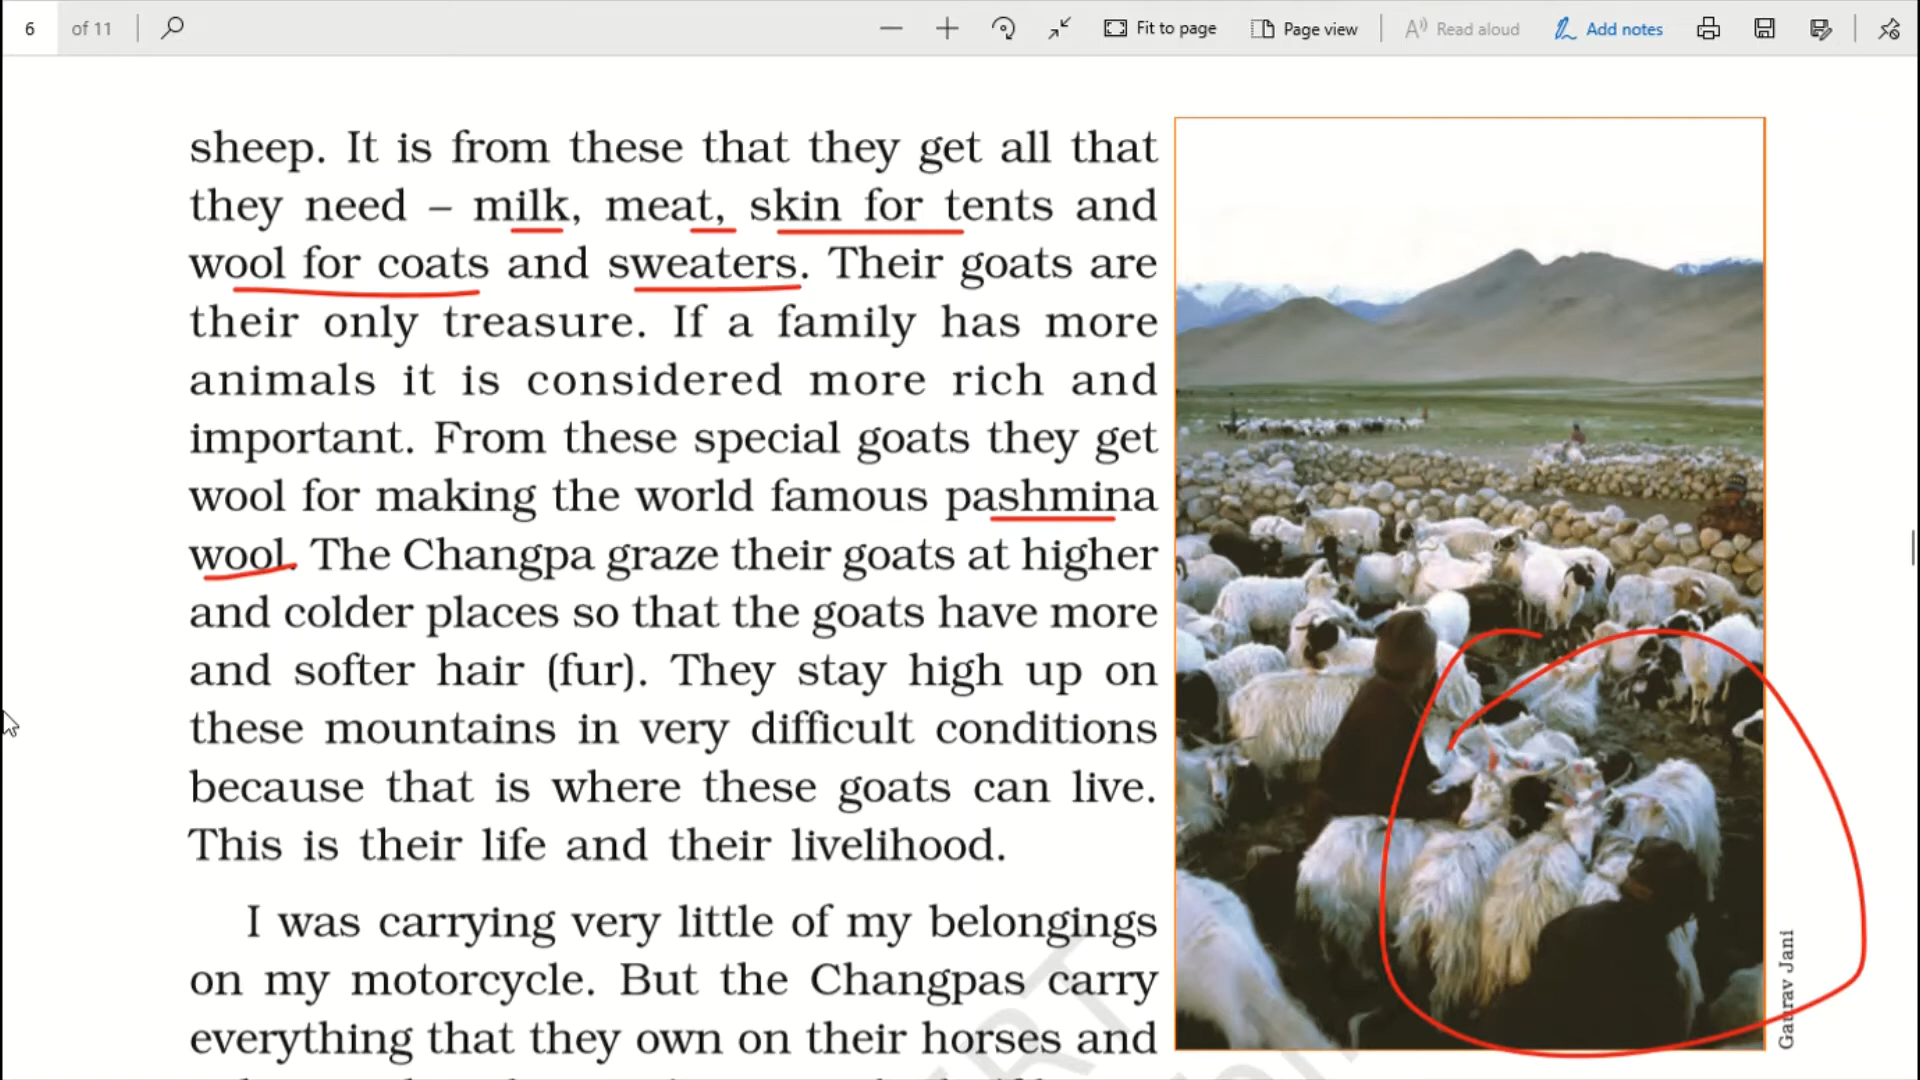 6 of 11 Fit to page Page view Read aloud Add notes
sheep. It is from these that they get all that
they need – milk, meat, skin for tents and
wool for coats and sweaters. Their goats are
their only treasure. If a family has more
animals it is considered more rich and
important. From these special goats they get
wool for making the world famous pashmina
wool. The Changpa graze their goats at higher
and colder places so that the goats have more
and softer hair (fur). They stay high up on
these mountains in very difficult conditions
because that is where these goats can live.
This is their life and their livelihood.
I was carrying very little of my belongings
on my motorcycle. But the Changpas carry
everything that they own on their horses and
Gaurav Jani